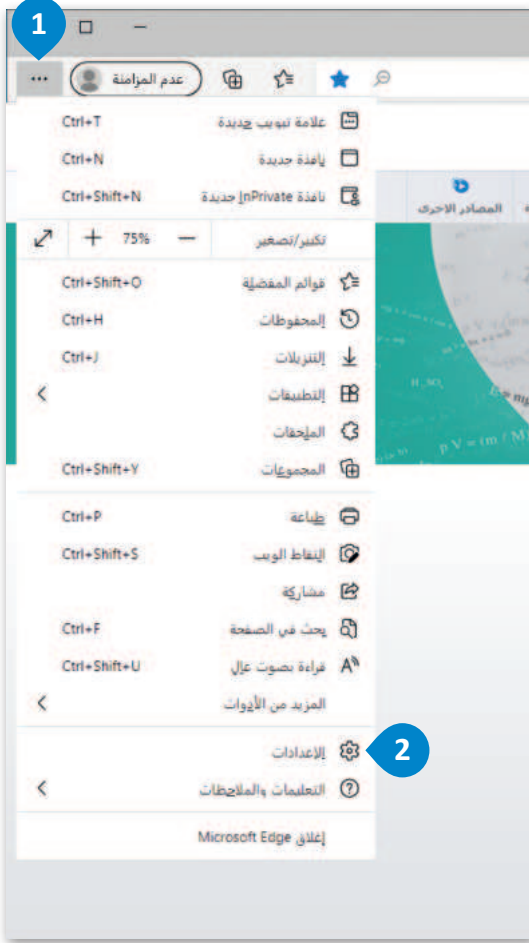 1
... عدم المزامنة
علامة تبويب جديدة Ctrl+T
نافذة جديدة Ctrl+N
نافذة InPrivate جديدة Ctrl+Shift+N
المصادر الاخرى
تكبير/تصغير — 75% +
قوائم المفضلة Ctrl+Shift+O
المحفوظات Ctrl+H
التنزيلات Ctrl+J
التطبيقات
الملحقات
المجموعات Ctrl+Shift+Y
طباعة Ctrl+P
التقاط الويب Ctrl+Shift+S
مشاركة
بحث في الصفحة Ctrl+F
قراءة بصوت عالٍ Ctrl+Shift+U
المزيد من الأدوات
الإعدادات 2
التعليمات والملاحظات
إغلاق Microsoft Edge